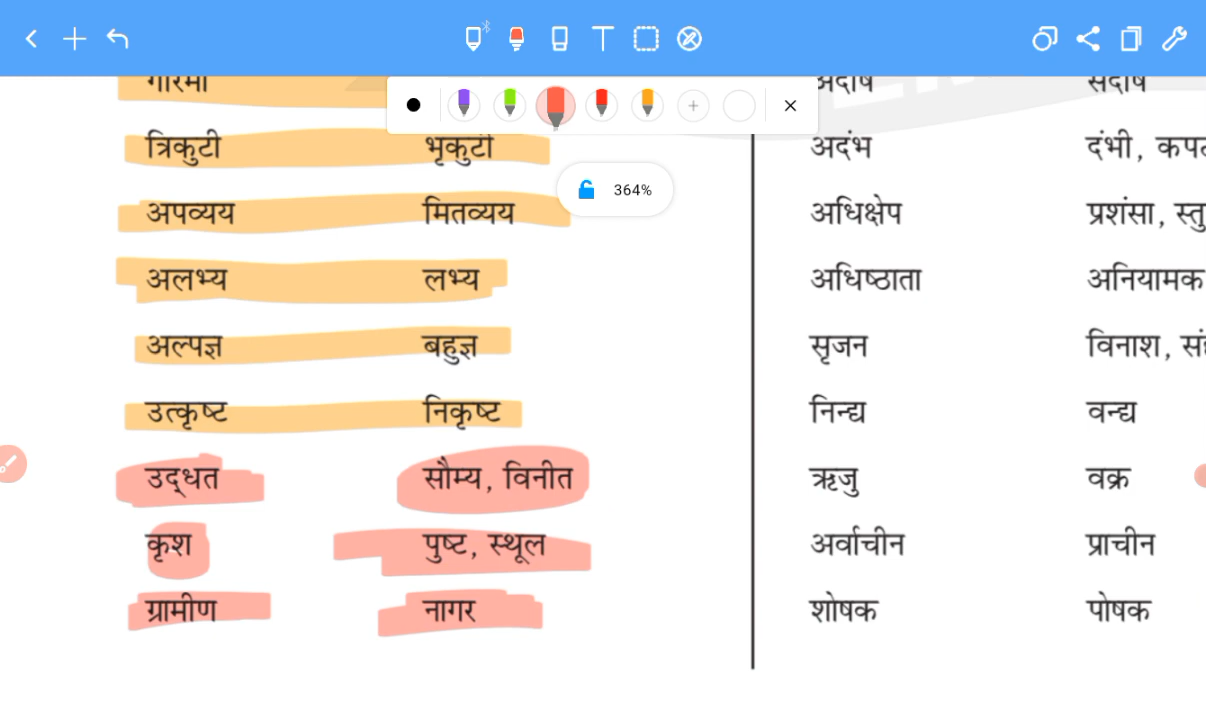 गरिमा
त्रिकुटी भृकुटी
अपव्यय मितव्यय
अलभ्य लभ्य
अल्पज्ञ बहुज्ञ
उत्कृष्ट निकृष्ट
उद्धत सौम्य, विनीत
कृश पुष्ट, स्थूल
ग्रामीण नागर
364%
अदोष सदोष
अदंभ दंभी,
अधिक्षेप प्रशंसा,
अधिष्ठाता अनियामक
सृजन विनाश,
निन्द्य वन्द्य
ऋजु वक्र
अर्वाचीन प्राचीन
शोषक पोषक